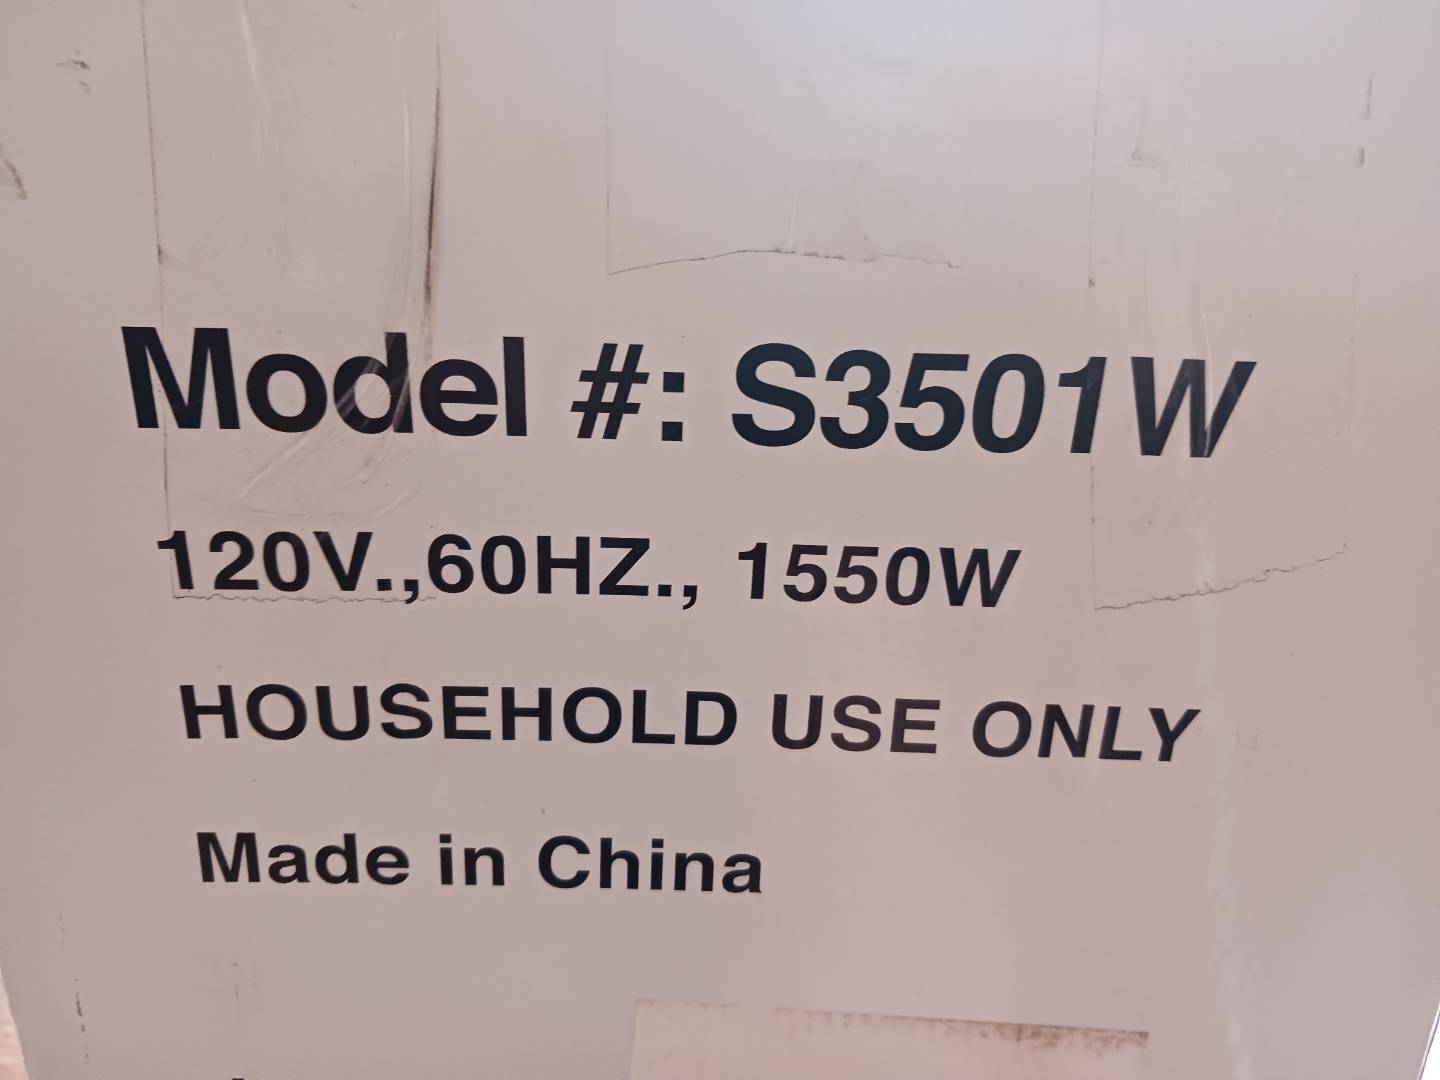 Model #: S3501W
120V.,60HZ., 1550W
HOUSEHOLD USE ONLY
Made in China